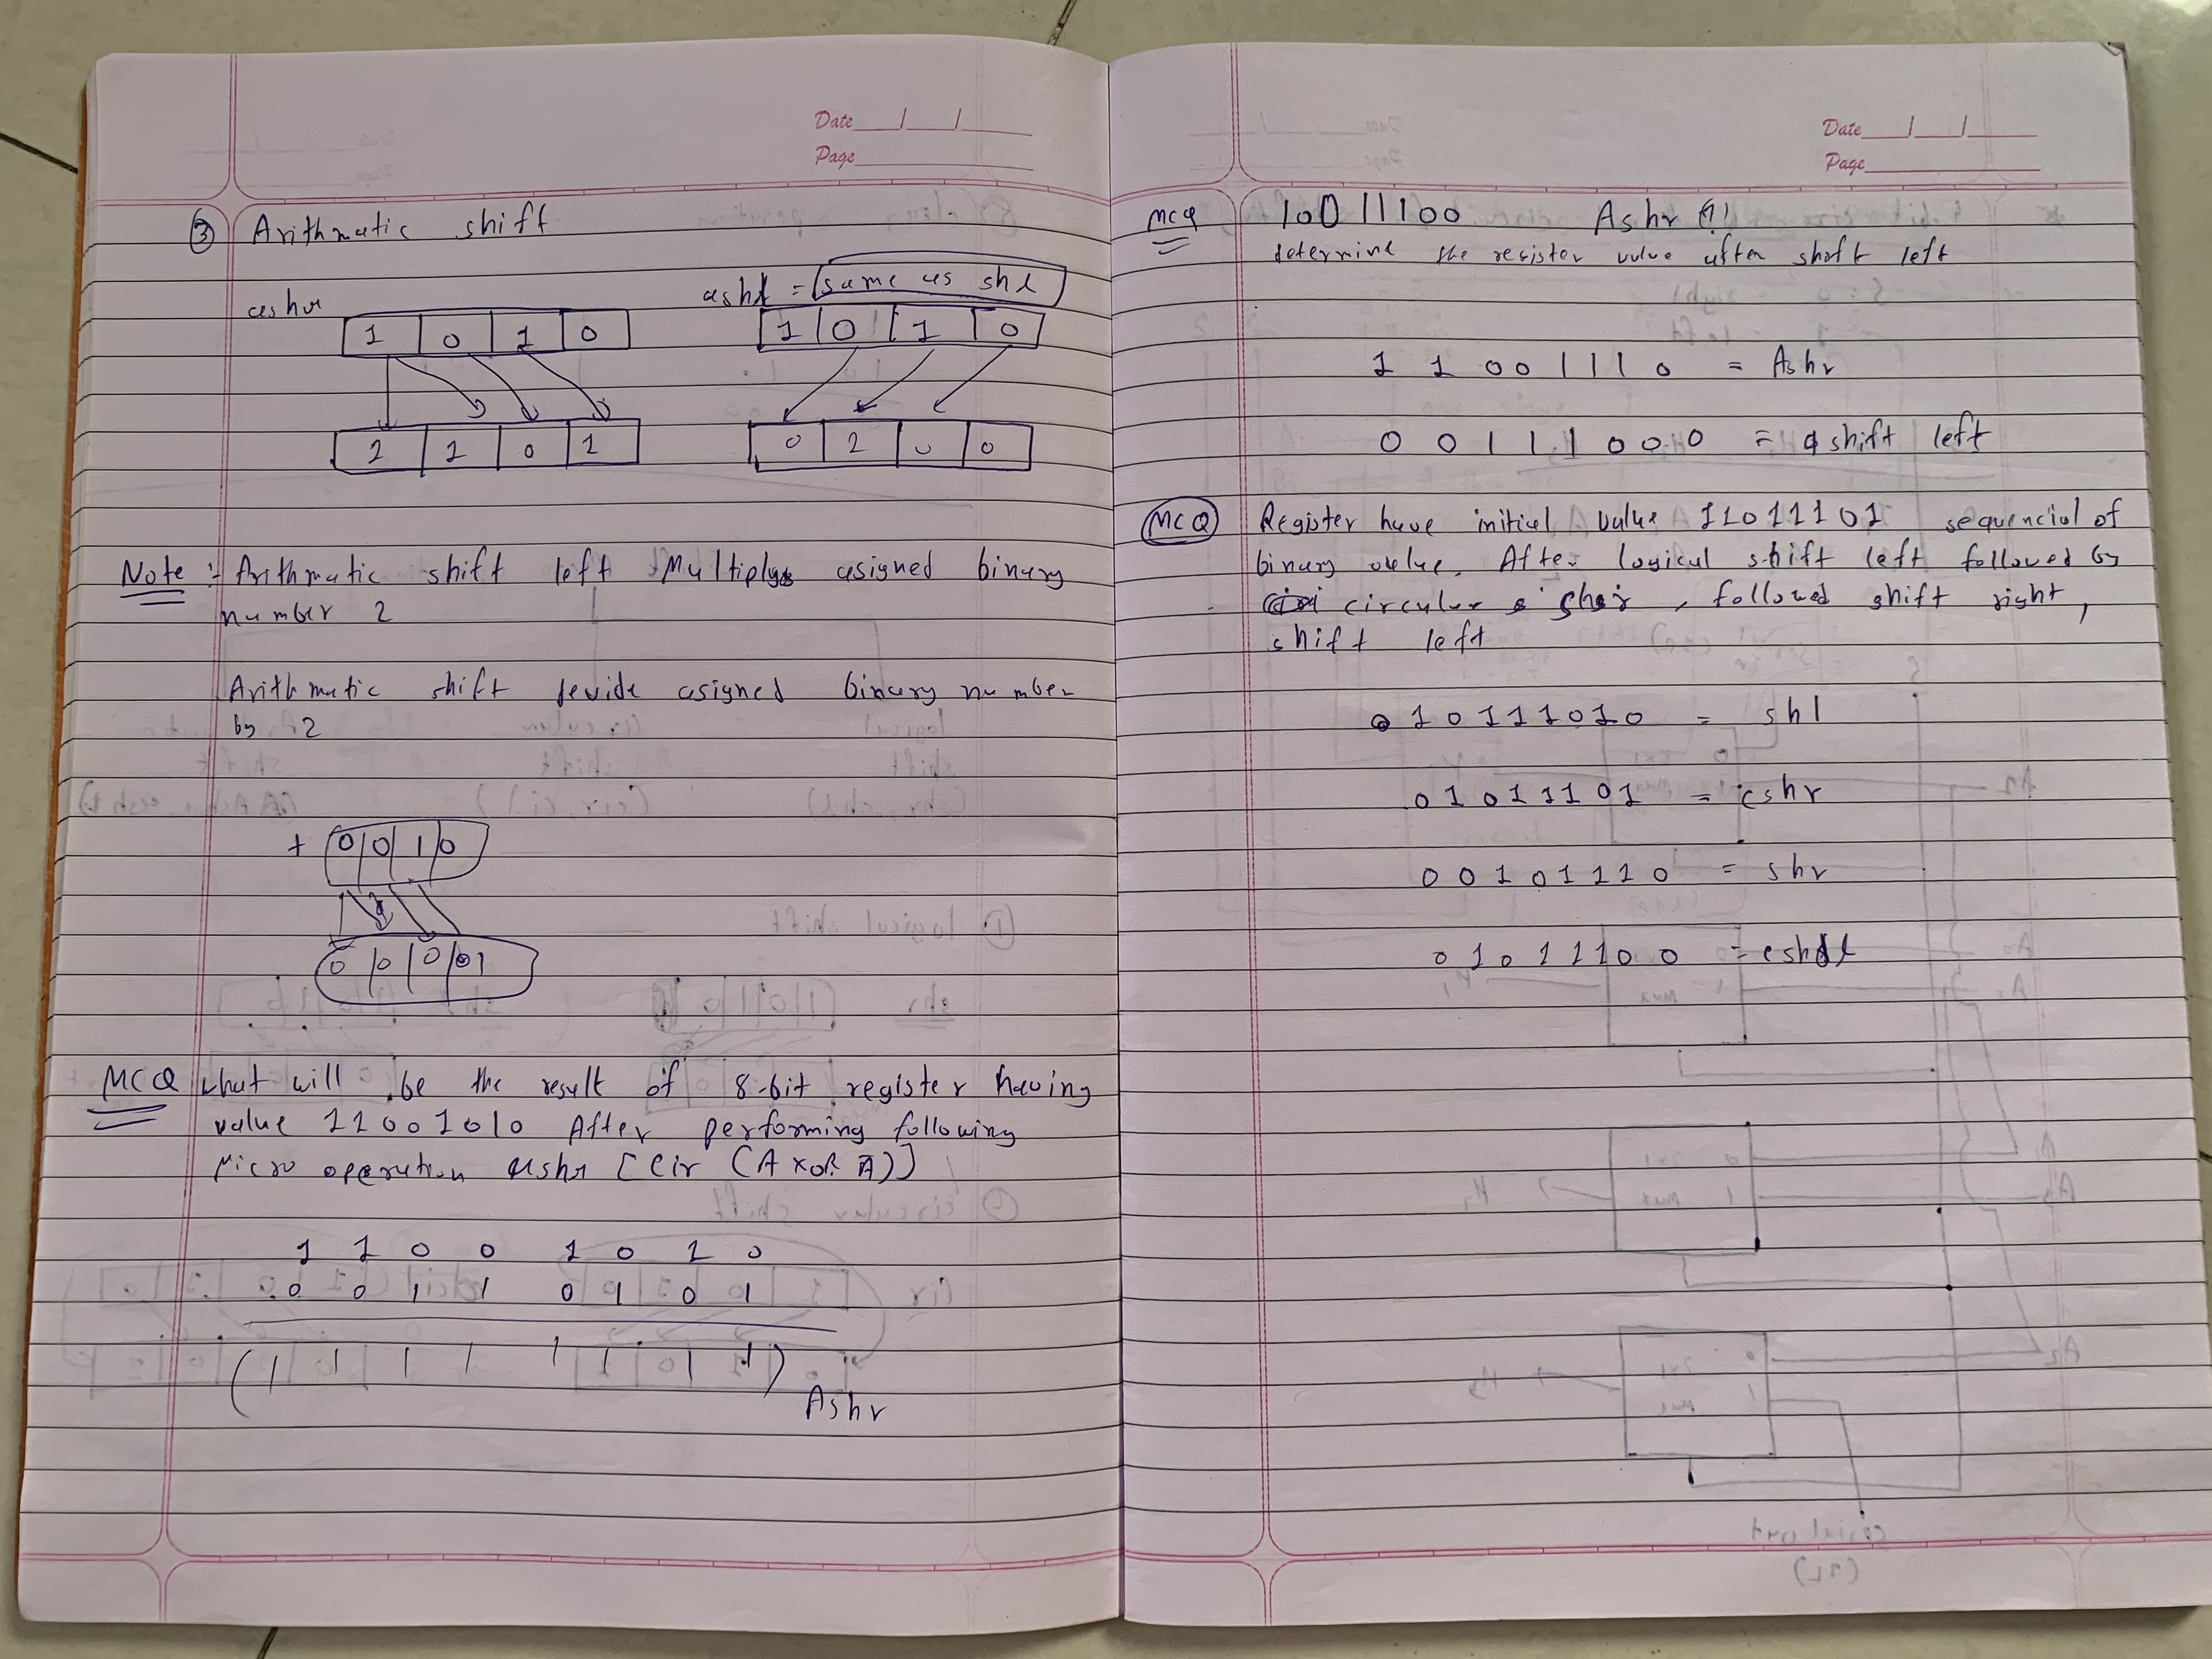 Date
Page
③ Arithmatic shift
ashr
ashl = same as shl
1 0 1 0
1 0 1 0
1 1 0 1
0 1 0 0
Note :- Arithmatic shift left Multiplys asigned binary
number 2
Arithmatic shift devide asigned binary number
by 2
+ 0 0 1 0
0 0 0 1
MCQ what will be the result of 8-bit register having
value 11001010 After performing following
Micro operation ashr [Cir (A XOR Ā)]
1 1 0 0 1 0 1 0
0 0 1 1 0 1 0 1
(1 1 1 1 1 1 1 1)
Ashr
Date
Page
MCQ 10011100 Ashr (1)
determine the resister value after shoft left
1 1 0 0 1 1 1 0 = Ashr
0 0 1 1 1 0 0 0 = ashift left
MCQ Register have initial value 11011101 sequencial of
binary value. After logical shift left followed by
circular shr, followed shift right,
shift left
1 0 1 1 1 0 1 0 = shl
0 1 0 1 1 1 0 1 = cshr
0 0 1 0 1 1 1 0 = shr
0 1 0 1 1 1 0 0 = cshl